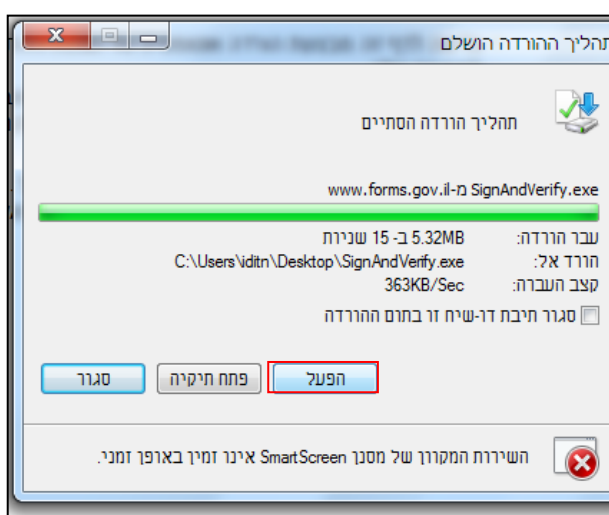 תהליך ההורדה הושלם
תהליך הורדה הסתיים
SignAndVerify.exe מ-www.forms.gov.il
עבר הורדה: 5.32MB ב- 15 שניות
הורד אל: C:\Users\iditn\Desktop\SignAndVerify.exe
קצב העברה: 363KB/Sec
סגור תיבת דו-שיח זו בתום ההורדה
הפעל פתח תיקיה סגור
השירות המקוון של מסנן SmartScreen אינו זמין באופן זמני.